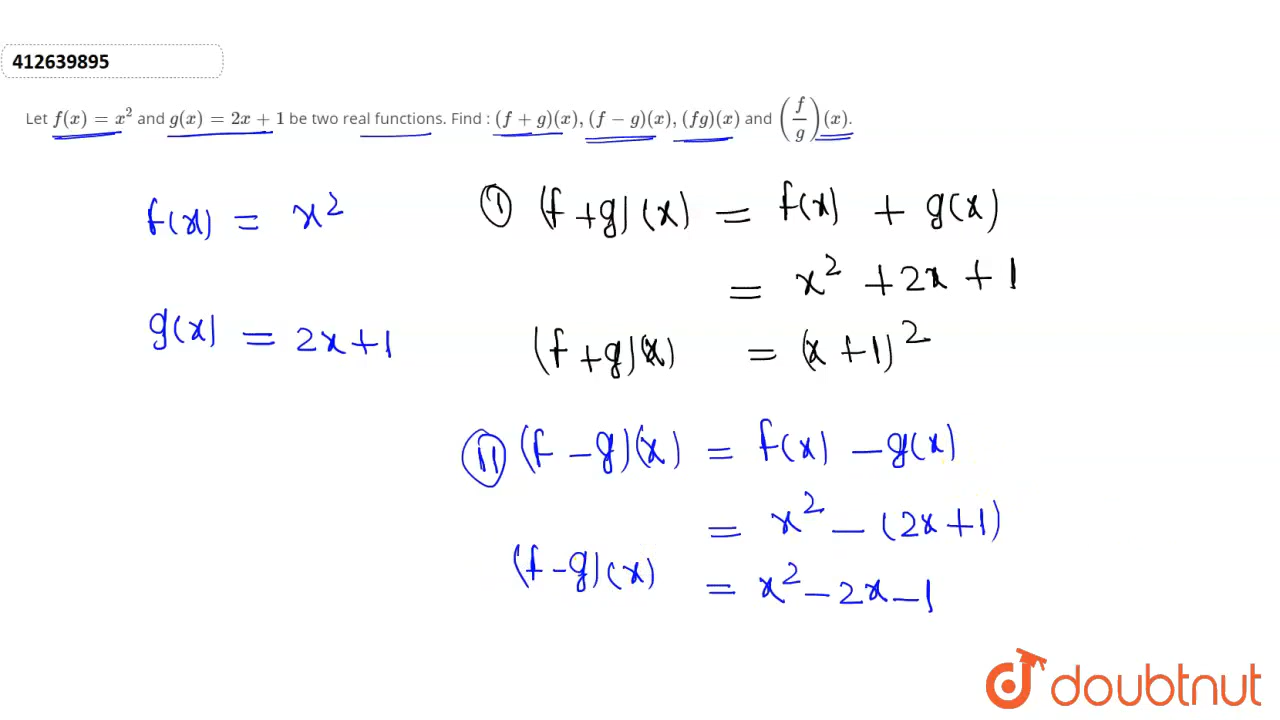 412639895
Let f(x) = x² and g(x) = 2x + 1 be two real functions. Find : (f + g)(x), (f − g)(x), (fg)(x) and (f/g)(x).
f(x) = x²
g(x) = 2x+1
(I) (f+g)(x) = f(x) + g(x)
= x² + 2x + 1
(f+g)(x) = (x+1)²
(II) (f−g)(x) = f(x) − g(x)
= x² − (2x+1)
(f−g)(x) = x² − 2x − 1
doubtnut